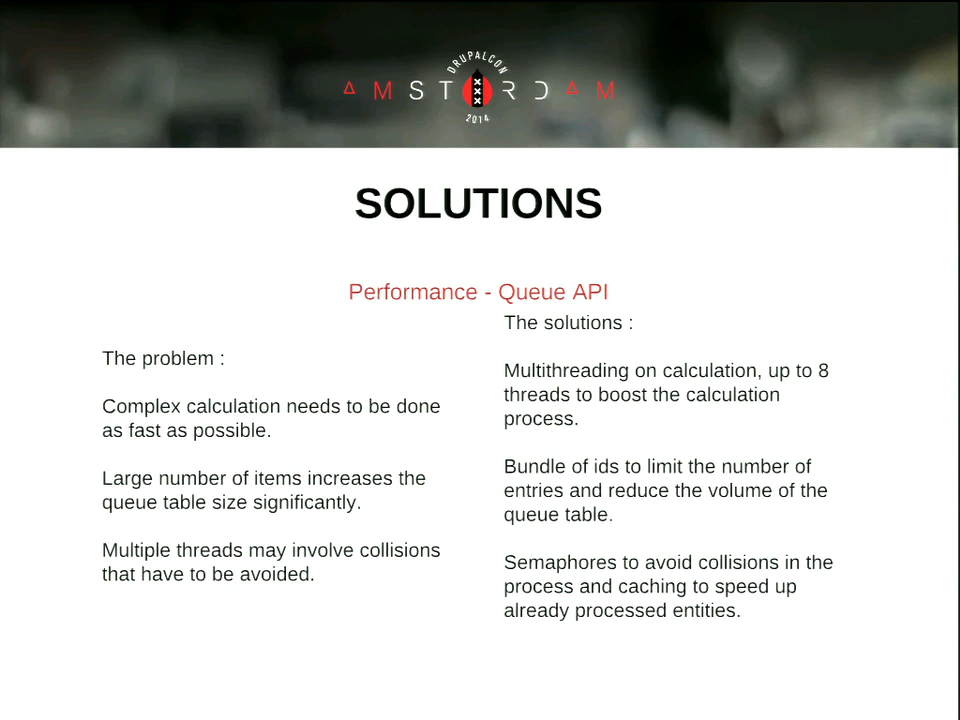 DRUPALCON
AMSTERDAM
2014
SOLUTIONS
Performance - Queue API
The problem :
Complex calculation needs to be done
as fast as possible.
Large number of items increases the
queue table size significantly.
Multiple threads may involve collisions
that have to be avoided.
The solutions :
Multithreading on calculation, up to 8
threads to boost the calculation
process.
Bundle of ids to limit the number of
entries and reduce the volume of the
queue table.
Semaphores to avoid collisions in the
process and caching to speed up
already processed entities.